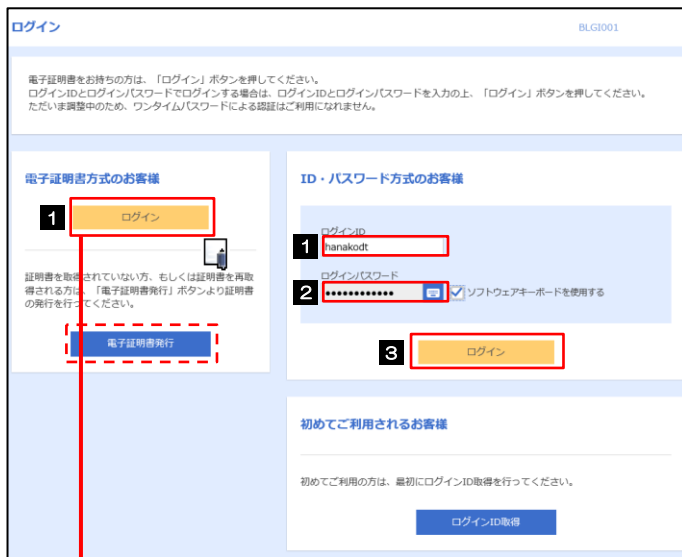 ログイン
BLGI001
電子証明書をお持ちの方は、「ログイン」ボタンを押してください。
ログインIDとログインパスワードでログインする場合は、ログインIDとログインパスワードを入力の上、「ログイン」ボタンを押してください。
ただいま調整中のため、ワンタイムパスワードによる認証はご利用になれません。
電子証明書方式のお客様
1
ログイン
証明書を取得されていない方、もしくは証明書を再取
得される方は、「電子証明書発行」ボタンより証明書
の発行を行ってください。
電子証明書発行
ID・パスワード方式のお客様
ログインID
1
hanakodt
ログインパスワード
2
••••••••••••
ソフトウェアキーボードを使用する
3
ログイン
初めてご利用されるお客様
初めてご利用の方は、最初にログインID取得を行ってください。
ログインID取得